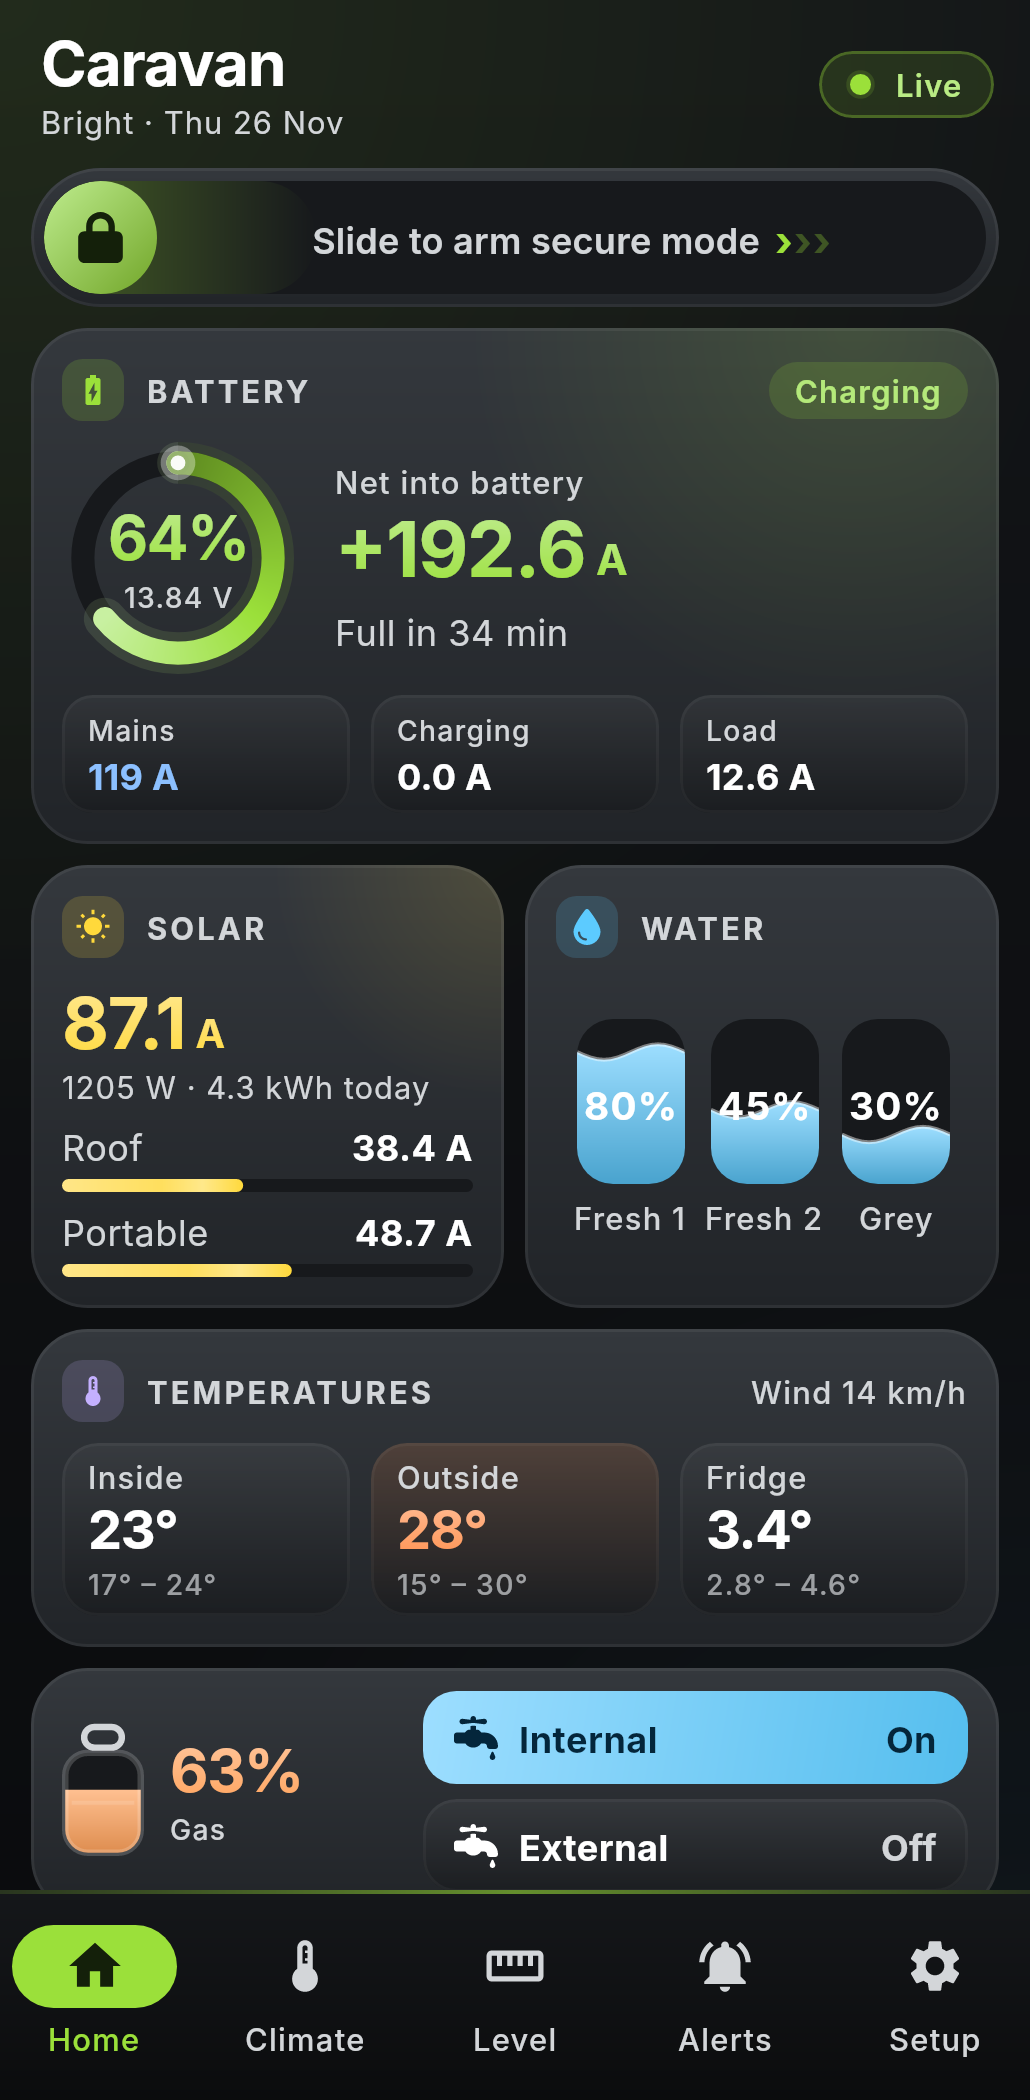 Caravan
Bright · Thu 26 Nov
Live
Slide to arm secure mode ›››
BATTERY
Charging
64%
13.84 V
Net into battery
+192.6 A
Full in 34 min
Mains
119 A
Charging
0.0 A
Load
12.6 A
SOLAR
87.1 A
1205 W · 4.3 kWh today
Roof 38.4 A
Portable 48.7 A
WATER
80% 45% 30%
Fresh 1 Fresh 2 Grey
TEMPERATURES
Wind 14 km/h
Inside
23°
17° – 24°
Outside
28°
15° – 30°
Fridge
3.4°
2.8° – 4.6°
63%
Gas
Internal On
External Off
Home Climate Level Alerts Setup